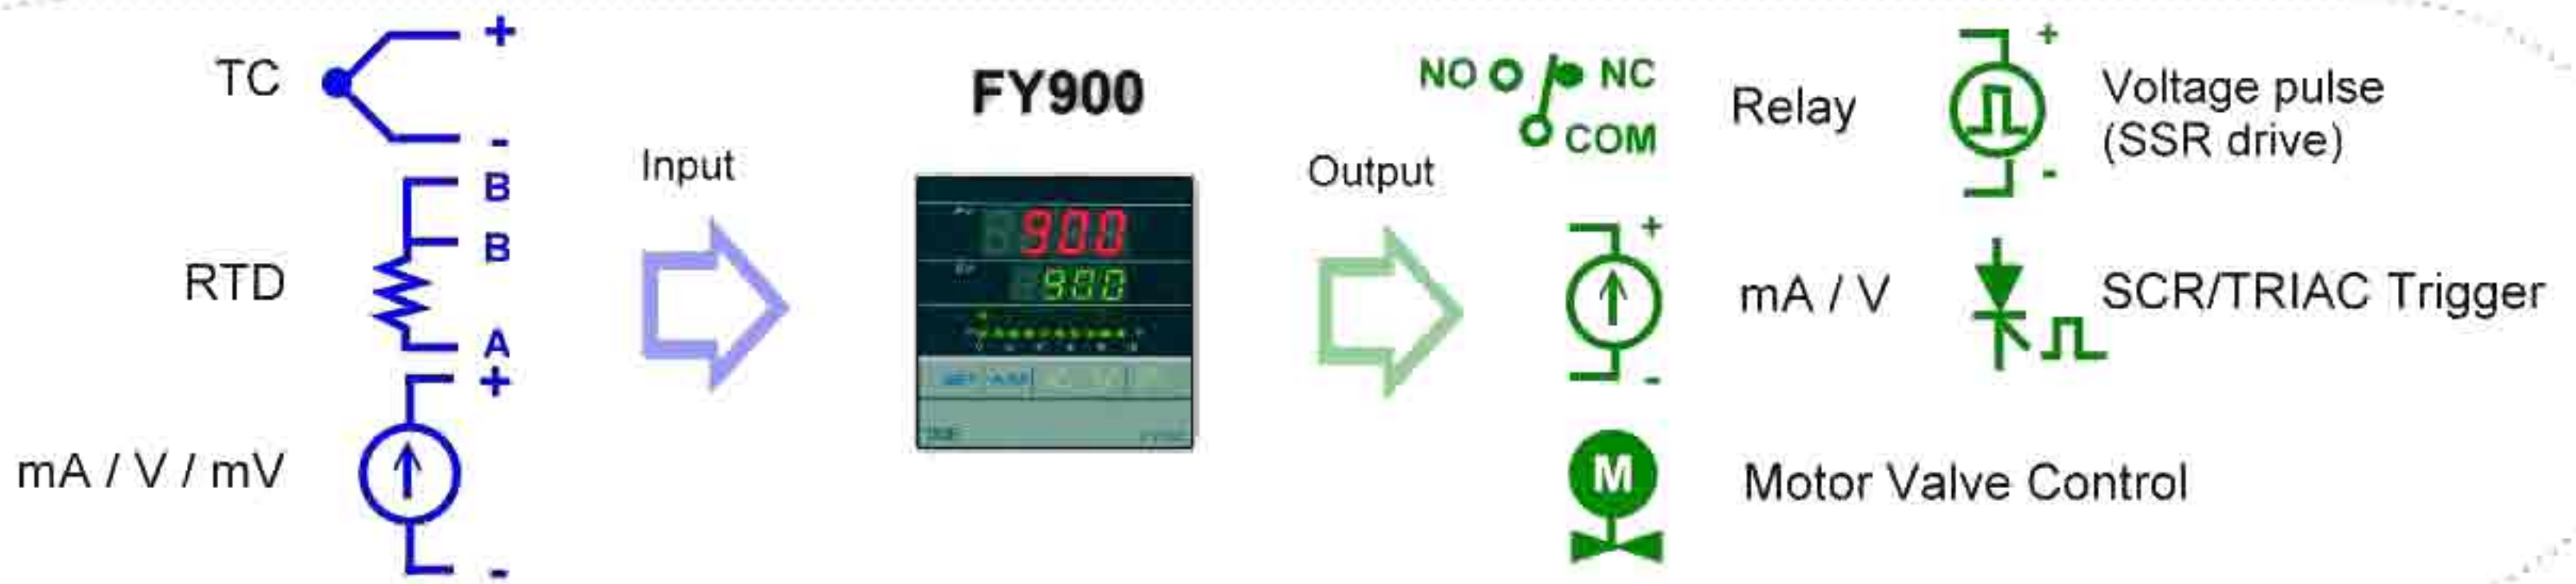 TC
+
-
RTD
B
B
A
mA / V / mV
+
-
Input
FY900
900
900
Output
NO
NC
COM
Relay
+
-
Voltage pulse
(SSR drive)
+
-
mA / V
SCR/TRIAC Trigger
M
Motor Valve Control